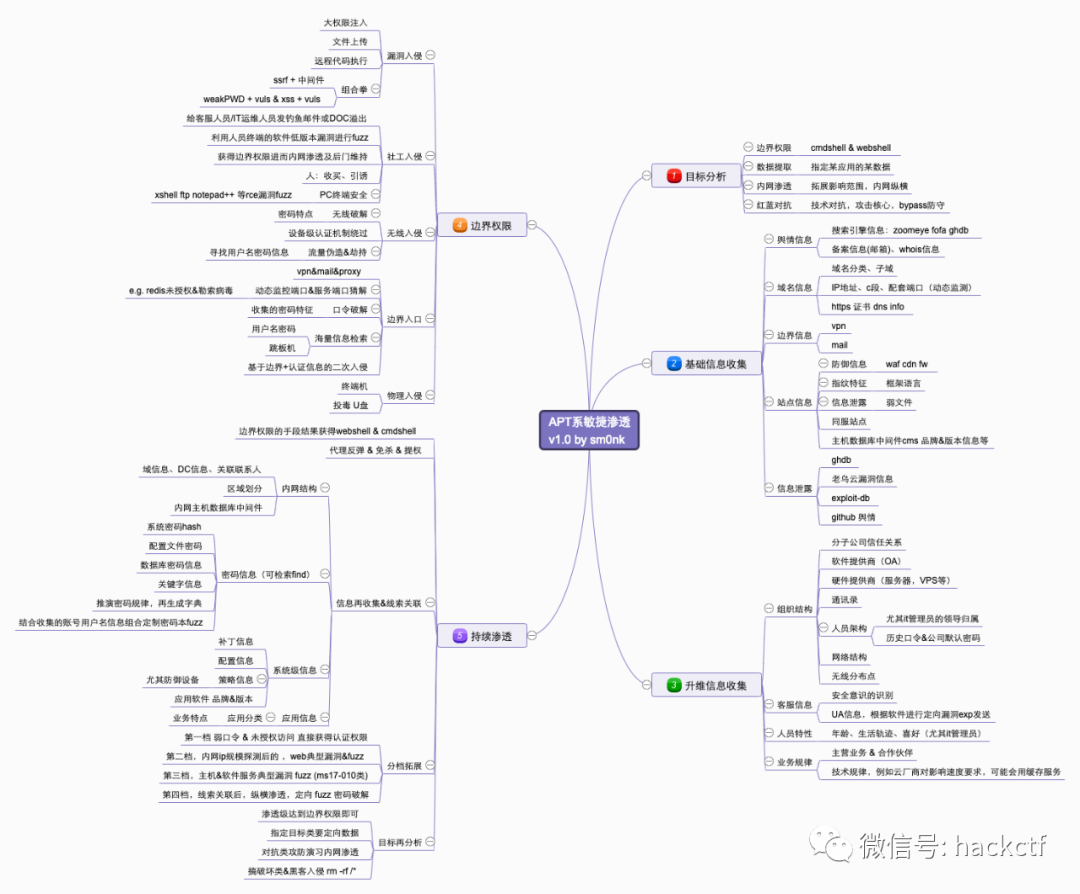 APT系敏捷渗透
v1.0 by sm0nk
1 目标分析
边界权限 cmdshell & webshell
数据提取 指定某应用的某数据
内网渗透 拓展影响范围，内网纵横
红蓝对抗 技术对抗，攻击核心，bypass防守
2 基础信息收集
舆情信息
搜索引擎信息：zoomeye fofa ghdb
备案信息(邮箱)、whois信息
域名信息
域名分类、子域
IP地址、c段、配套端口（动态监测）
https 证书 dns info
边界信息
vpn
mail
站点信息
防御信息 waf cdn fw
指纹特征 框架语言
信息泄露 弱文件
同服站点
主机数据库中间件cms 品牌&版本信息等
信息泄露
ghdb
老乌云漏洞信息
exploit-db
github 舆情
3 升维信息收集
组织结构
分子公司信任关系
软件提供商（OA）
硬件提供商（服务器，VPS等）
通讯录
人员架构
尤其it管理员的领导归属
历史口令&公司默认密码
网络结构
无线分布点
客服信息
安全意识的识别
UA信息，根据软件进行定向漏洞exp发送
人员特性 年龄、生活轨迹、喜好（尤其it管理员）
业务规律
主营业务 & 合作伙伴
技术规律，例如云厂商对影响速度要求，可能会用缓存服务
4 边界权限
漏洞入侵
大权限注入
文件上传
远程代码执行
组合拳
ssrf + 中间件
weakPWD + vuls & xss + vuls
社工入侵
给客服人员/IT运维人员发钓鱼邮件或DOC溢出
利用人员终端的软件低版本漏洞进行fuzz
获得边界权限进而内网渗透及后门维持
人：收买、引诱
xshell ftp notepad++ 等rce漏洞fuzz PC终端安全
无线入侵
密码特点 无线破解
设备级认证机制绕过
寻找用户名密码信息 流量伪造&劫持
边界入口
vpn&mail&proxy
e.g. redis未授权&勒索病毒 动态监控端口&服务端口猜解
收集的密码特征 口令破解
海量信息检索
用户名密码
跳板机
基于边界+认证信息的二次入侵
物理入侵
终端机
投毒 U盘
5 持续渗透
边界权限的手段结果获得webshell & cmdshell
代理反弹 & 免杀 & 提权
信息再收集&线索关联
内网结构
域信息、DC信息、关联联系人
区域划分
内网主机数据库中间件
密码信息（可检索find）
系统密码hash
配置文件密码
数据库密码信息
关键字信息
推演密码规律，再生成字典
结合收集的账号用户名信息组合定制密码本fuzz
系统级信息
补丁信息
配置信息
尤其防御设备 策略信息
应用软件 品牌&版本
业务特点 应用分类 应用信息
分档拓展
第一档 弱口令 & 未授权访问 直接获得认证权限
第二档，内网ip规模探测后的 ，web典型漏洞&fuzz
第三档，主机&软件服务典型漏洞 fuzz (ms17-010类)
第四档，线索关联后，纵横渗透，定向 fuzz 密码破解
目标再分析
渗透级达到边界权限即可
指定目标类要定向数据
对抗类攻防演习内网渗透
搞破坏类&黑客入侵 rm -rf /*
微信号: hackctf